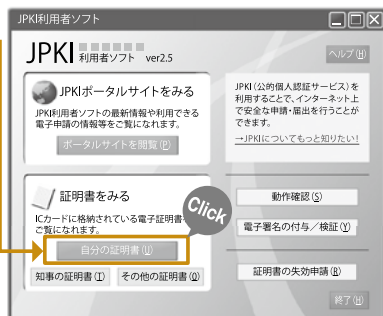 JPKI利用者ソフト
JPKI 利用者ソフト ver2.5
ヘルプ(H)
JPKIポータルサイトをみる
JPKI利用者ソフトの最新情報や利用できる
電子申請の情報等をご覧になれます。
ポータルサイトを閲覧(P)
JPKI(公的個人認証サービス)を
利用することで、インターネット上
で安全な申請・届出を行うことが
できます。
→JPKIについてもっと知りたい!
証明書をみる
ICカードに格納されている電子証明書
ご覧になれます。
Click
自分の証明書(U)
知事の証明書(T)
その他の証明書(O)
動作確認(S)
電子署名の付与/検証(Y)
証明書の失効申請(R)
終了(H)